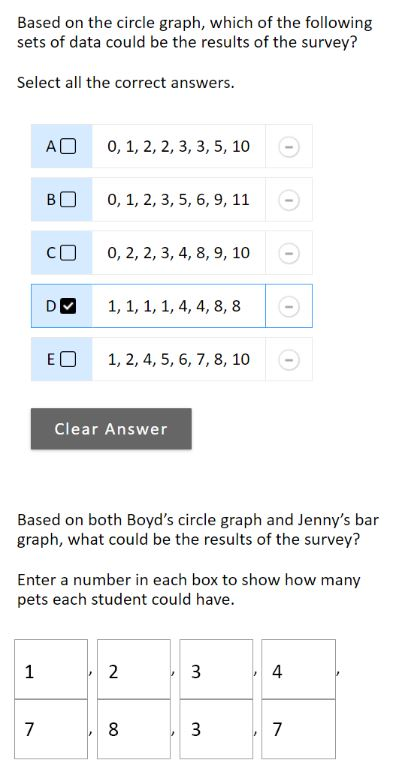 Based on the circle graph, which of the following
sets of data could be the results of the survey?
Select all the correct answers.
A 0, 1, 2, 2, 3, 3, 5, 10
B 0, 1, 2, 3, 5, 6, 9, 11
C 0, 2, 2, 3, 4, 8, 9, 10
D 1, 1, 1, 1, 4, 4, 8, 8
E 1, 2, 4, 5, 6, 7, 8, 10
Clear Answer
Based on both Boyd’s circle graph and Jenny’s bar
graph, what could be the results of the survey?
Enter a number in each box to show how many
pets each student could have.
1 , 2 , 3 , 4 ,
7 , 8 , 3 , 7